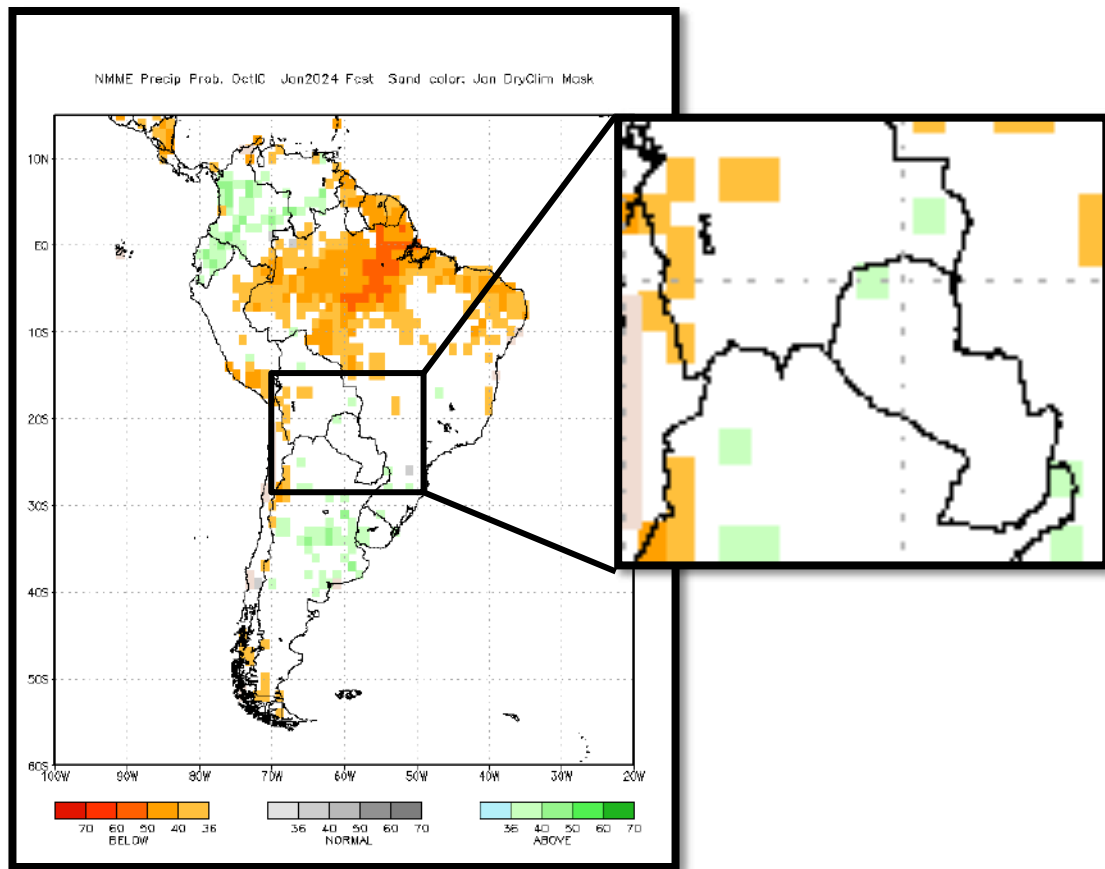 NMME Precip Prob. OctIC Jan2024 Fcst Sand color: Jan DryClim Mask
10N
EQ
10S
20S
30S
40S
50S
60S
100W 90W 80W 70W 60W 50W 40W 30W 20W
70 60 50 40 36
BELOW
36 40 50 60 70
NORMAL
36 40 50 60 70
ABOVE